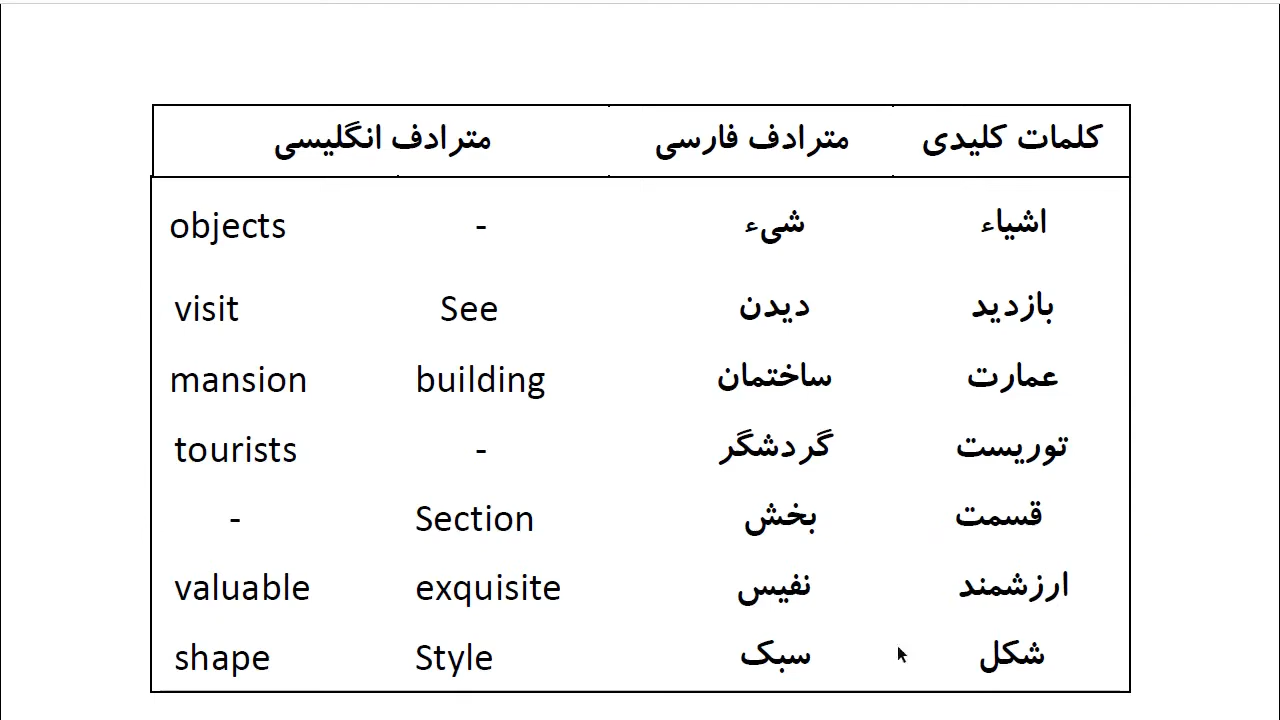 کلمات کلیدی مترادف فارسی مترادف انگلیسی
اشیاء شیء - objects
بازدید دیدن See visit
عمارت ساختمان building mansion
توریست گردشگر - tourists
قسمت بخش Section -
ارزشمند نفیس exquisite valuable
شکل سبک Style shape